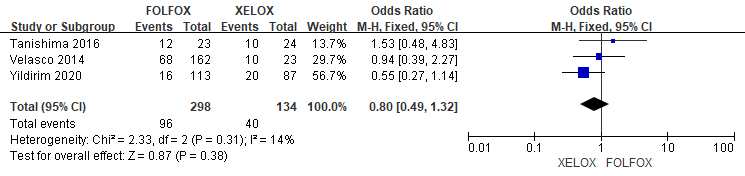 FOLFOX XELOX Odds Ratio Odds Ratio
Study or Subgroup Events Total Events Total Weight M-H, Fixed, 95% CI M-H, Fixed, 95% CI
Tanishima 2016 12 23 10 24 13.7% 1.53 [0.48, 4.83]
Velasco 2014 68 162 10 23 29.7% 0.94 [0.39, 2.27]
Yildirim 2020 16 113 20 87 56.7% 0.55 [0.27, 1.14]
Total (95% CI) 298 134 100.0% 0.80 [0.49, 1.32]
Total events 96 40
Heterogeneity: Chi² = 2.33, df = 2 (P = 0.31); I² = 14%
Test for overall effect: Z = 0.87 (P = 0.38)
0.01 0.1 1 10 100
XELOX FOLFOX